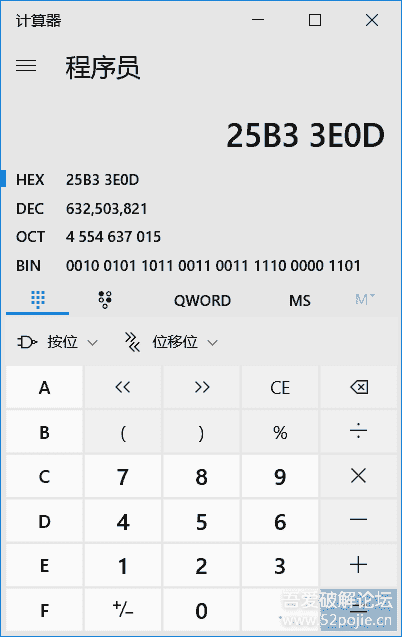 计算器
程序员
25B3 3E0D
HEX 25B3 3E0D
DEC 632,503,821
OCT 4 554 637 015
BIN 0010 0101 1011 0011 0011 1110 0000 1101
QWORD MS M
按位 位移位
A << >> CE
B ( ) % ÷
C 7 8 9 ×
D 4 5 6 −
E 1 2 3 +
F +/− 0 . =
吾爱破解论坛
www.52pojie.cn